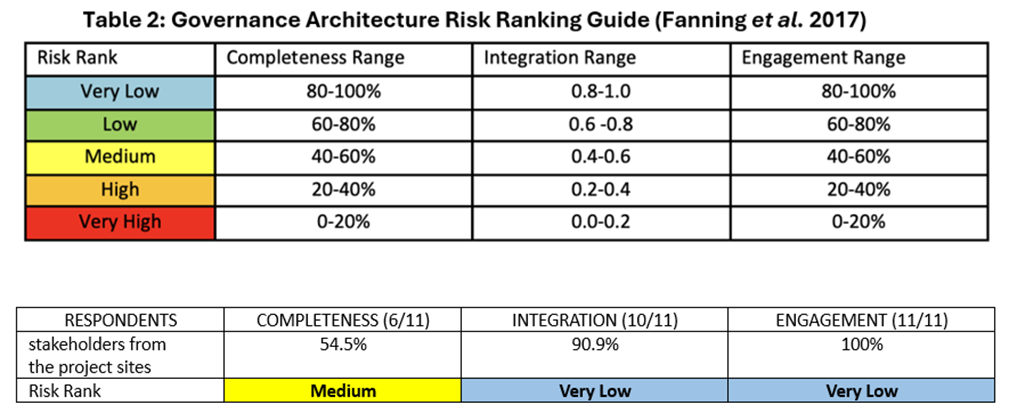 Table 2: Governance Architecture Risk Ranking Guide (Fanning et al. 2017)
Risk Rank Completeness Range Integration Range Engagement Range
Very Low 80-100% 0.8-1.0 80-100%
Low 60-80% 0.6 -0.8 60-80%
Medium 40-60% 0.4-0.6 40-60%
High 20-40% 0.2-0.4 20-40%
Very High 0-20% 0.0-0.2 0-20%
RESPONDENTS COMPLETENESS (6/11) INTEGRATION (10/11) ENGAGEMENT (11/11)
stakeholders from 54.5% 90.9% 100%
the project sites
Risk Rank Medium Very Low Very Low